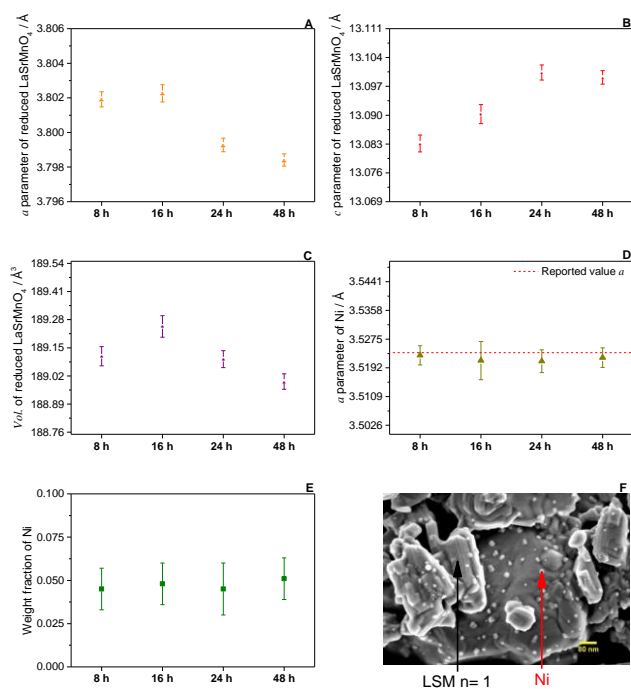 A
a parameter of reduced LaSrMnO₄ / Å
3.806
3.804
3.802
3.800
3.798
3.796
8 h 16 h 24 h 48 h
B
c parameter of reduced LaSrMnO₄ / Å
13.111
13.104
13.097
13.090
13.083
13.076
13.069
8 h 16 h 24 h 48 h
C
Vol. of reduced LaSrMnO₄ / Å³
189.54
189.41
189.28
189.15
189.02
188.89
188.76
8 h 16 h 24 h 48 h
D
Reported value a
a parameter of Ni / Å
3.5441
3.5358
3.5275
3.5192
3.5109
3.5026
8 h 16 h 24 h 48 h
E
Weight fraction of Ni
0.100
0.075
0.050
0.025
0.000
8 h 16 h 24 h 48 h
F
80 nm
LSM n= 1 Ni